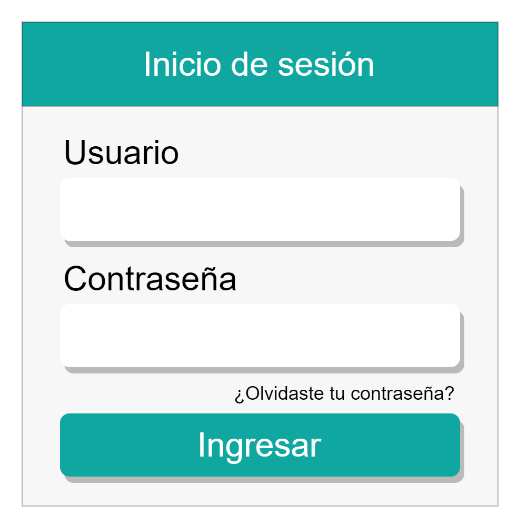 Inicio de sesión
Usuario
Contraseña
¿Olvidaste tu contraseña?
Ingresar